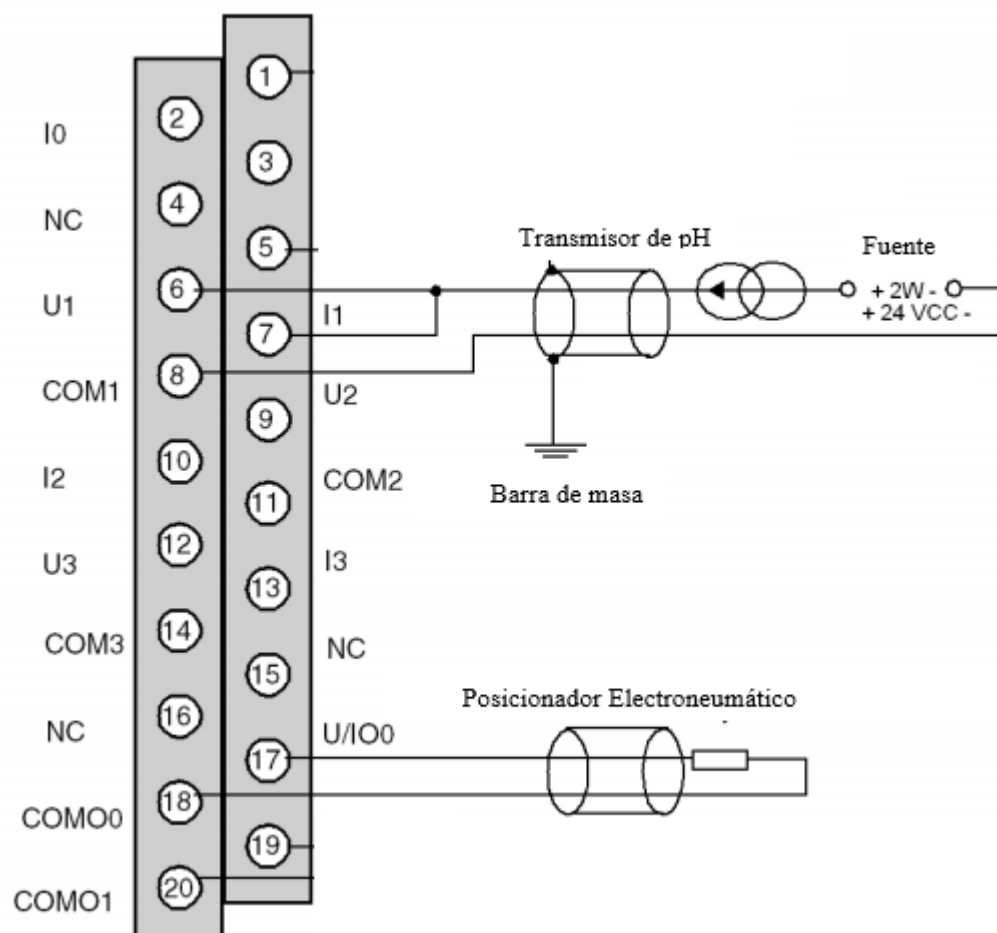 1
2
I0
3
4
NC
5
Transmisor de pH
Fuente
6
U1
+ 2W -
+ 24 VCC -
7
I1
8
COM1
U2
9
10
I2
COM2
11
Barra de masa
12
U3
I3
13
14
COM3
NC
15
Posicionador Electroneumático
16
NC
U/IO0
17
18
COMO0
19
20
COMO1